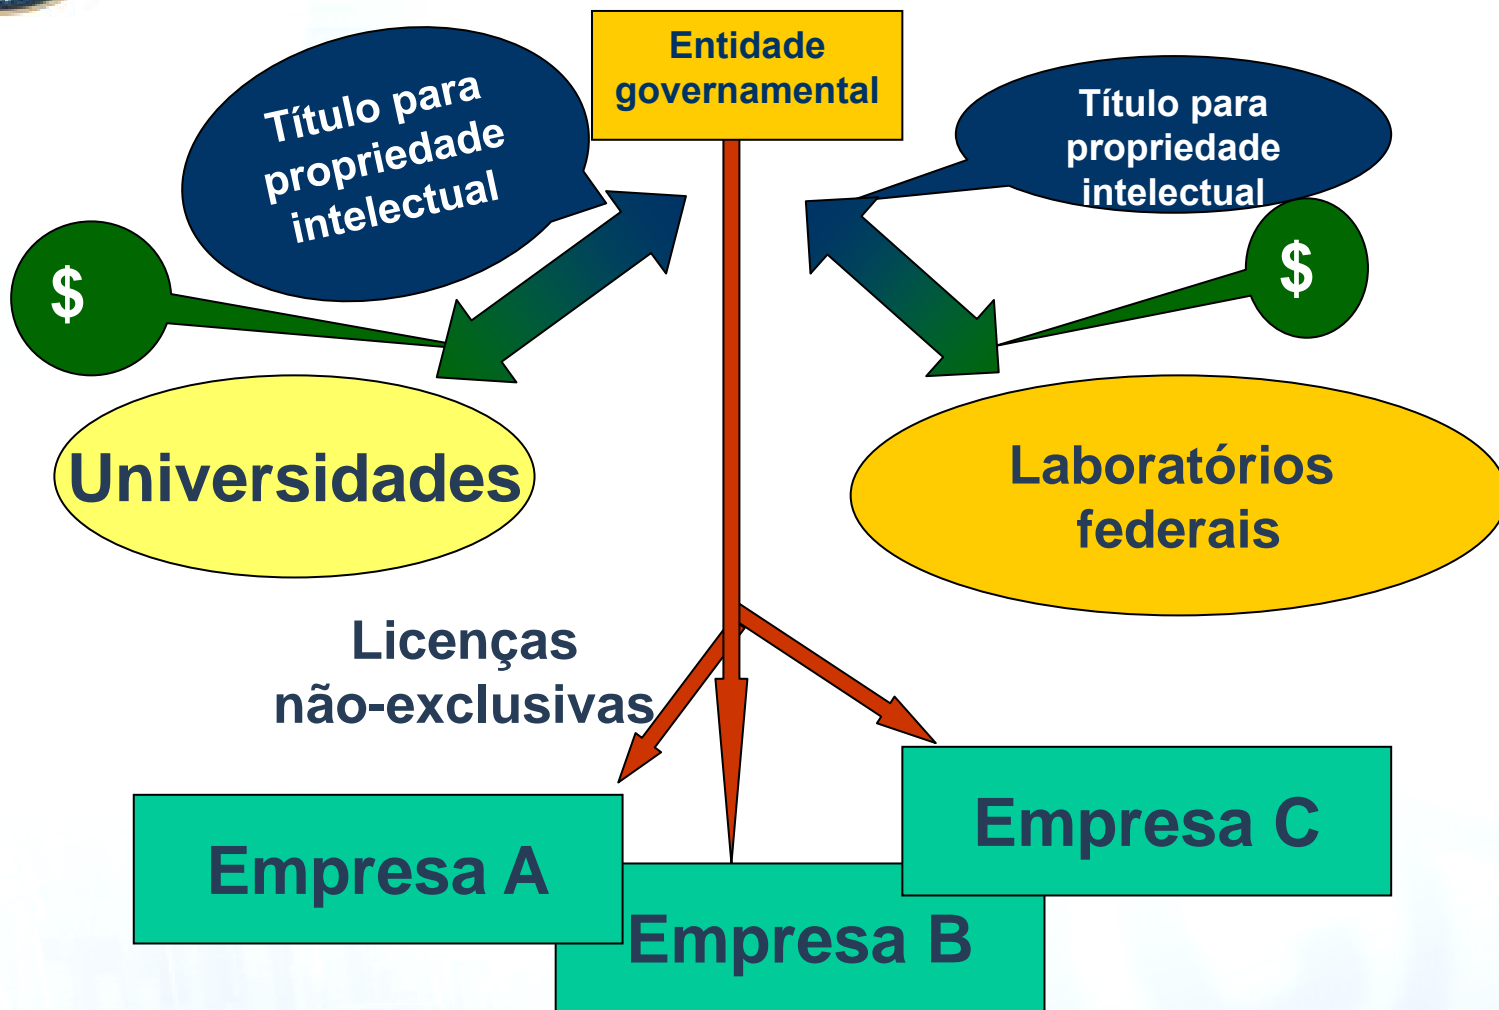 Entidade
governamental
Título para
propriedade
intelectual
Título para
propriedade
intelectual
$
$
Universidades
Laboratórios
federais
Licenças
não-exclusivas
Empresa A
Empresa B
Empresa C